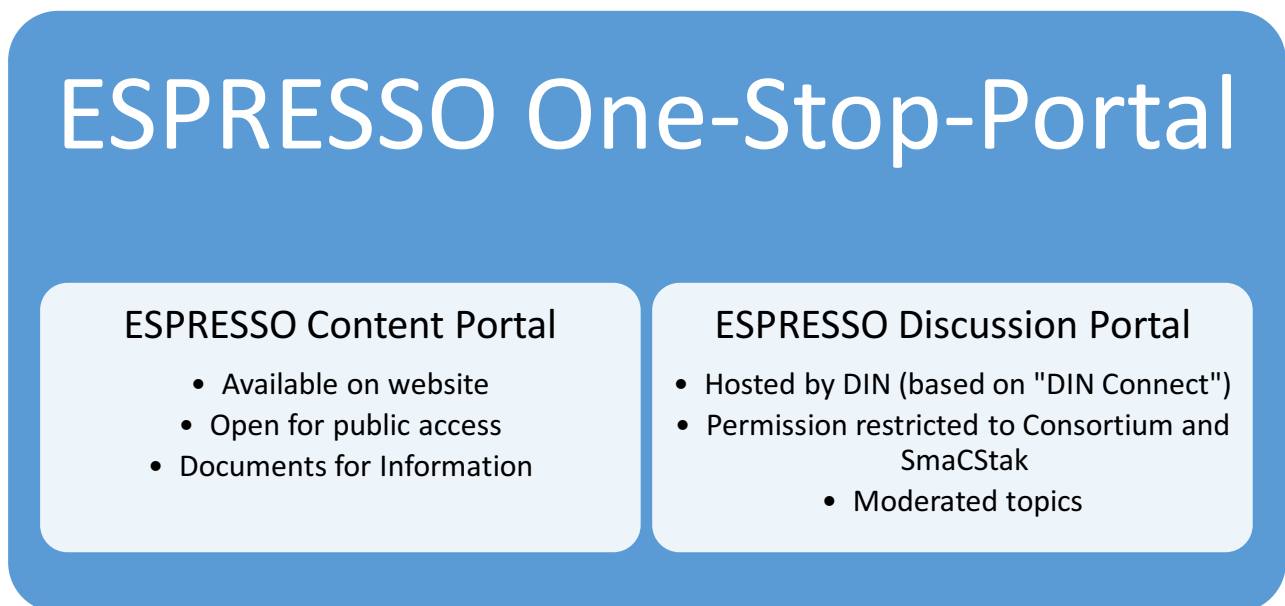 ESPRESSO One-Stop-Portal
ESPRESSO Content Portal
• Available on website
• Open for public access
• Documents for Information
ESPRESSO Discussion Portal
• Hosted by DIN (based on "DIN Connect")
• Permission restricted to Consortium and
SmaCStak
• Moderated topics